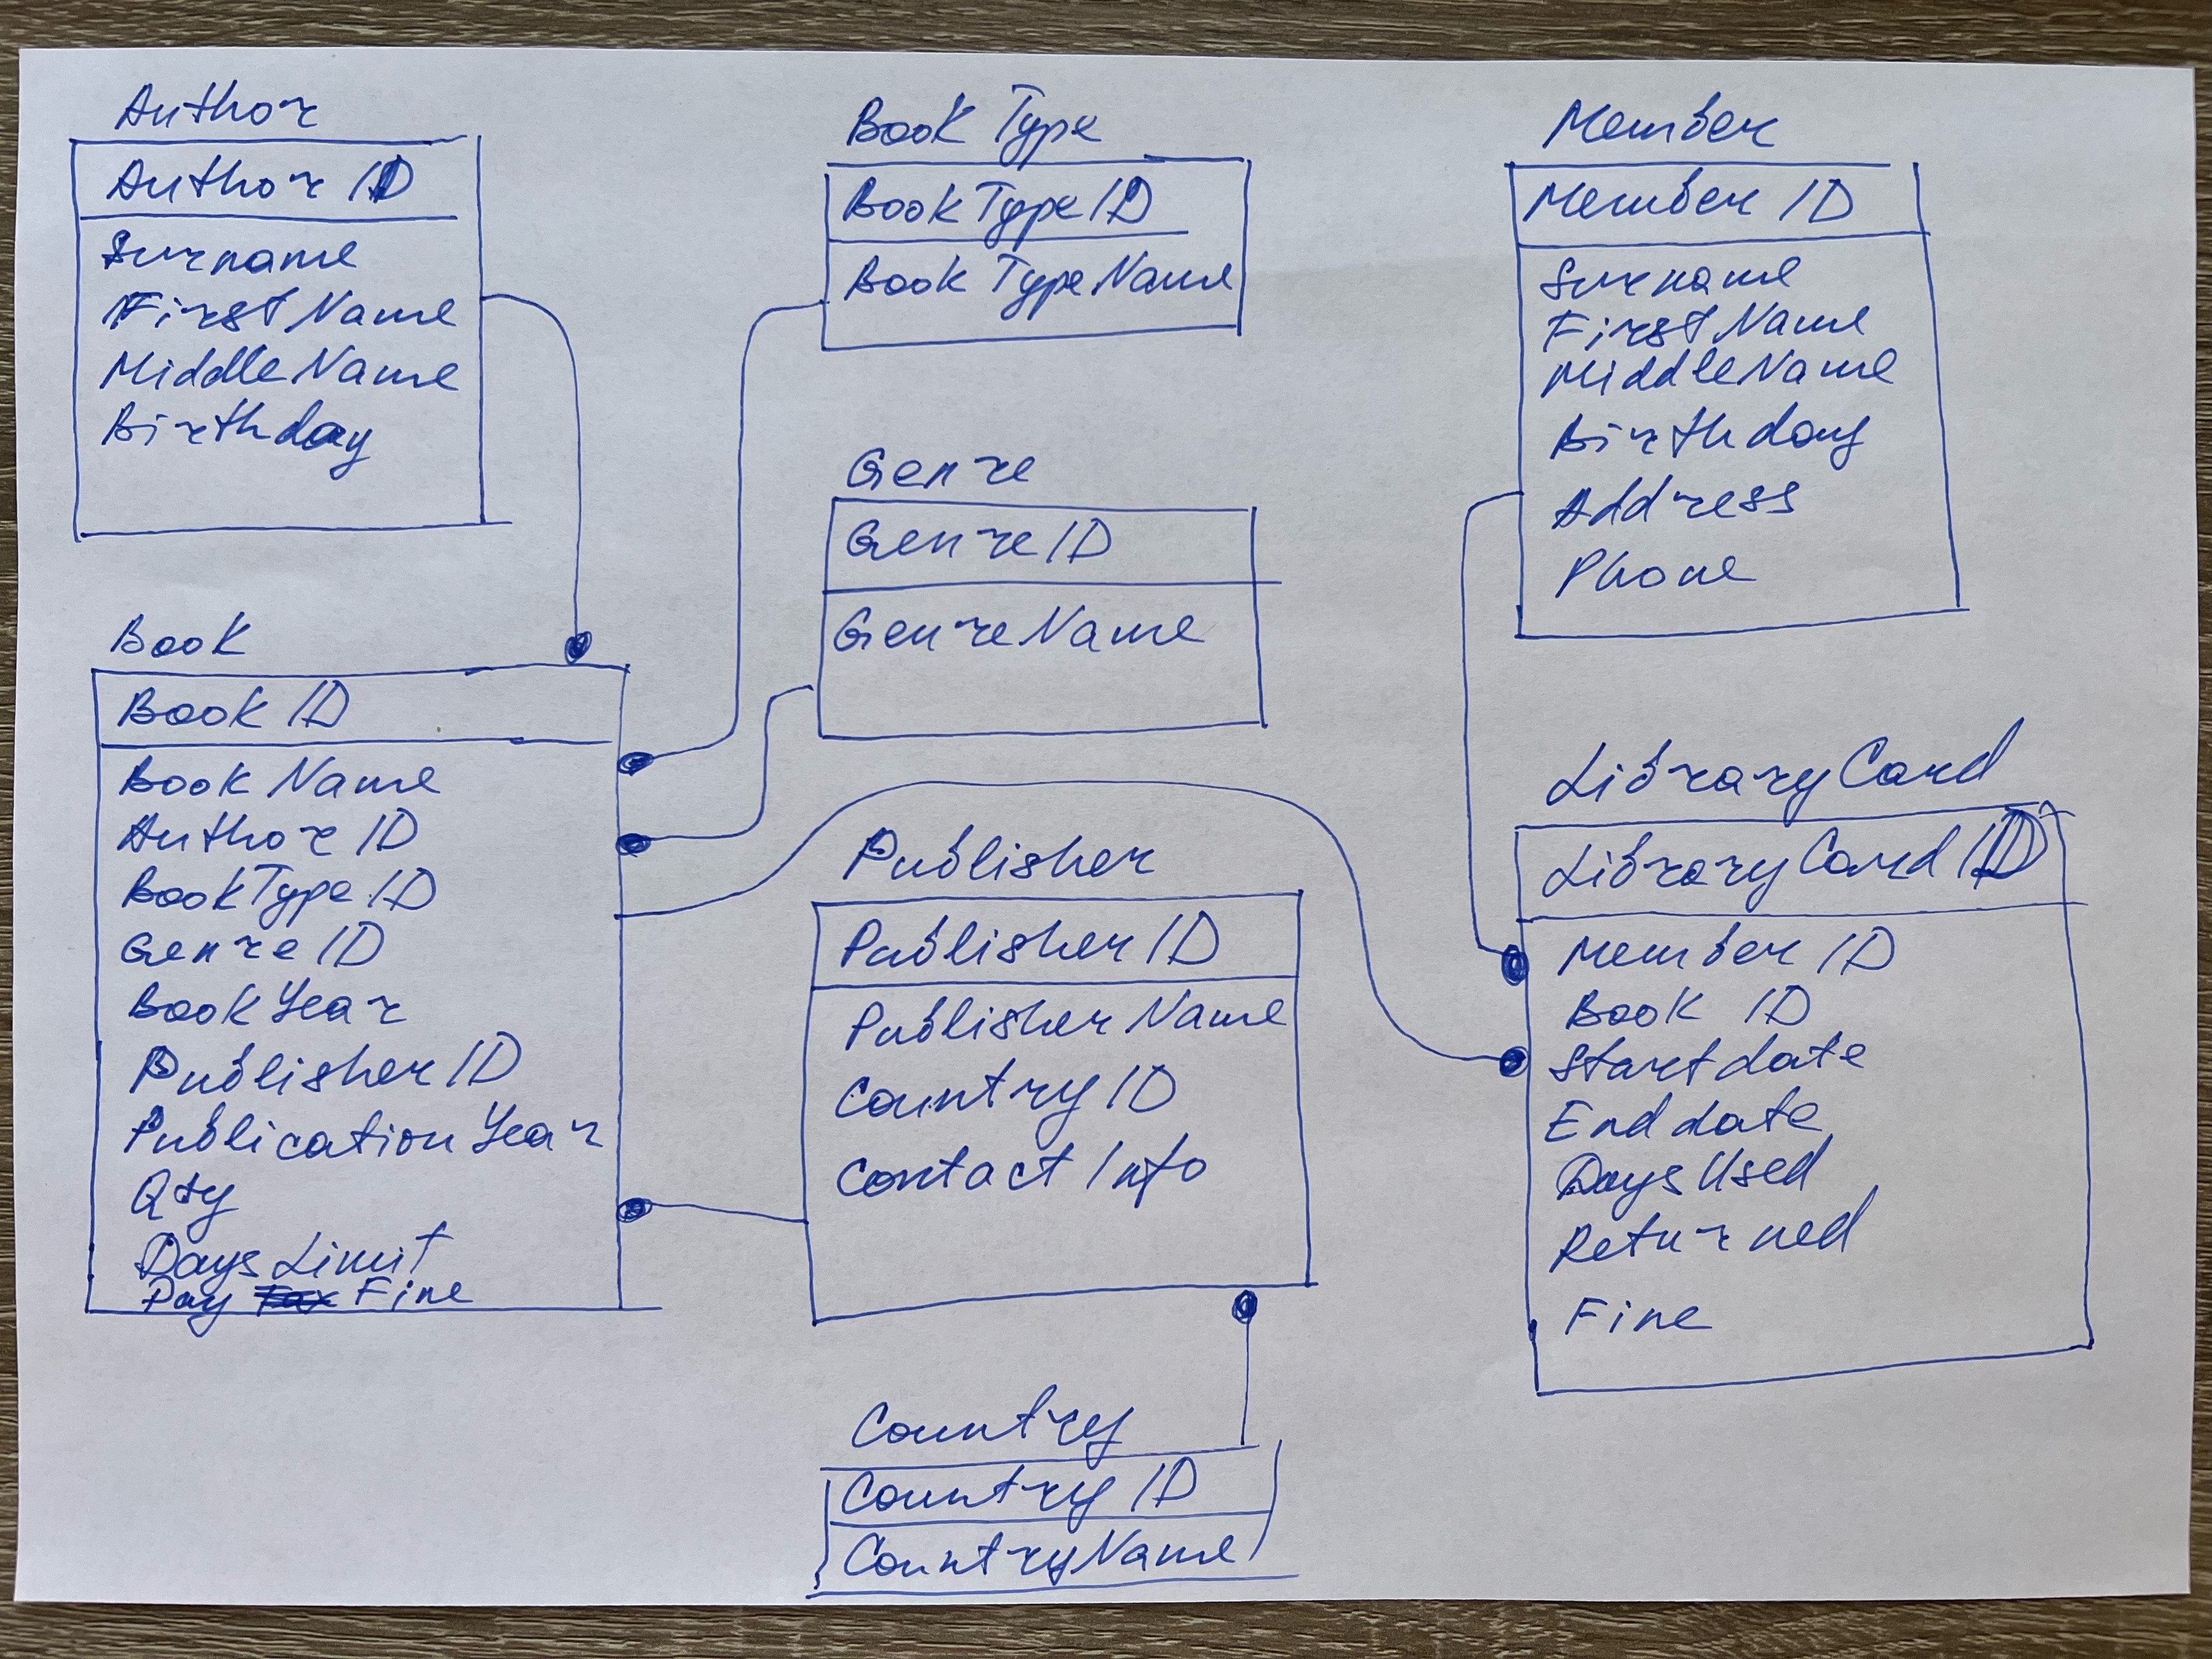 Author
Author ID
Surname
First Name
Middle Name
Birthday
Book
Book ID
Book Name
Author ID
Book Type ID
Genre ID
Book Year
Publisher ID
Publication Year
Qty
Days Limit
Day Fine
Book Type
Book Type ID
Book Type Name
Genre
Genre ID
Genre Name
Publisher
Publisher ID
Publisher Name
Country ID
Contact Info
Country
Country ID
Country Name
Member
Member ID
Surname
First Name
Middle Name
Birthday
Address
Phone
Library Card
Library Card ID
Member ID
Book ID
Start date
End date
Days Used
Returned
Fine